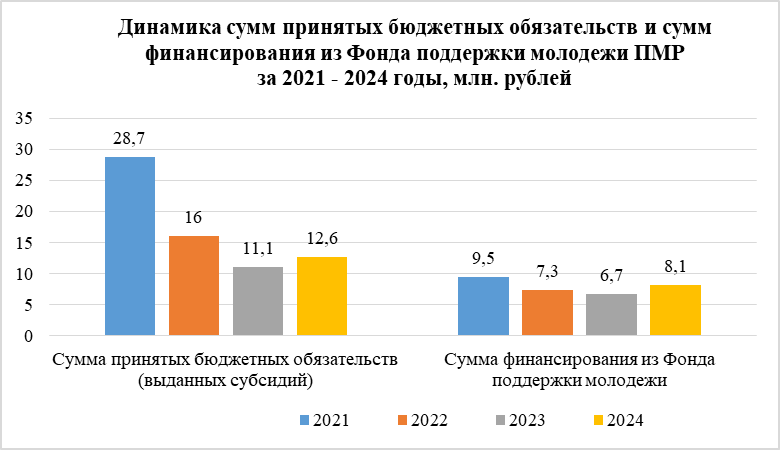 Динамика сумм принятых бюджетных обязательств и сумм
финансирования из Фонда поддержки молодежи ПМР
за 2021 - 2024 годы, млн. рублей
35
30
25
20
15
10
5
0
28,7
16
11,1
12,6
9,5
7,3
6,7
8,1
Сумма принятых бюджетных обязательств
(выданных субсидий)
Сумма финансирования из Фонда
поддержки молодежи
2021
2022
2023
2024